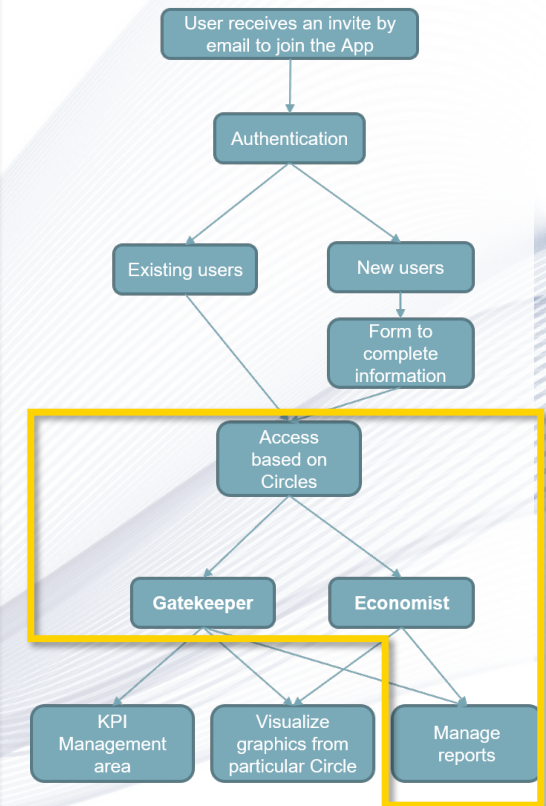 User receives an invite by
email to join the App
Authentication
Existing users
New users
Form to
complete
information
Access
based on
Circles
Gatekeeper
Economist
KPI
Management
area
Visualize
graphics from
particular Circle
Manage
reports